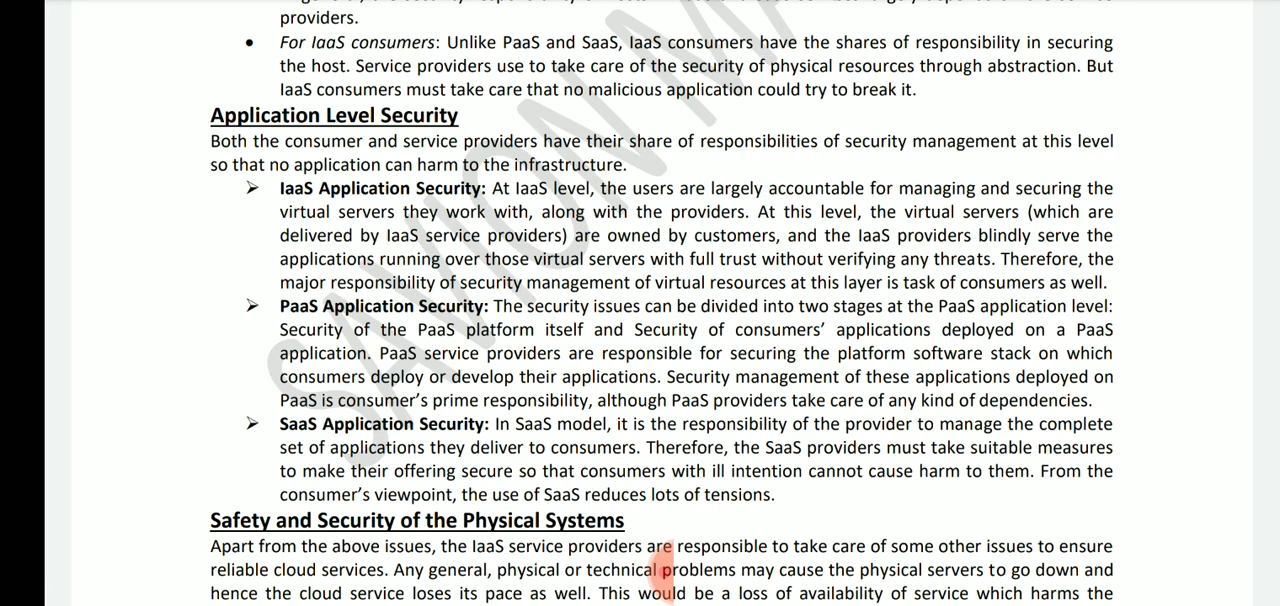 providers.
• For IaaS consumers: Unlike PaaS and SaaS, IaaS consumers have the shares of responsibility in securing
the host. Service providers use to take care of the security of physical resources through abstraction. But
IaaS consumers must take care that no malicious application could try to break it.
Application Level Security
Both the consumer and service providers have their share of responsibilities of security management at this level
so that no application can harm to the infrastructure.
➢ IaaS Application Security: At IaaS level, the users are largely accountable for managing and securing the
virtual servers they work with, along with the providers. At this level, the virtual servers (which are
delivered by IaaS service providers) are owned by customers, and the IaaS providers blindly serve the
applications running over those virtual servers with full trust without verifying any threats. Therefore, the
major responsibility of security management of virtual resources at this layer is task of consumers as well.
➢ PaaS Application Security: The security issues can be divided into two stages at the PaaS application level:
Security of the PaaS platform itself and Security of consumers’ applications deployed on a PaaS
application. PaaS service providers are responsible for securing the platform software stack on which
consumers deploy or develop their applications. Security management of these applications deployed on
PaaS is consumer’s prime responsibility, although PaaS providers take care of any kind of dependencies.
➢ SaaS Application Security: In SaaS model, it is the responsibility of the provider to manage the complete
set of applications they deliver to consumers. Therefore, the SaaS providers must take suitable measures
to make their offering secure so that consumers with ill intention cannot cause harm to them. From the
consumer’s viewpoint, the use of SaaS reduces lots of tensions.
Safety and Security of the Physical Systems
Apart from the above issues, the IaaS service providers are responsible to take care of some other issues to ensure
reliable cloud services. Any general, physical or technical problems may cause the physical servers to go down and
hence the cloud service loses its pace as well. This would be a loss of availability of service which harms the
SAVION M